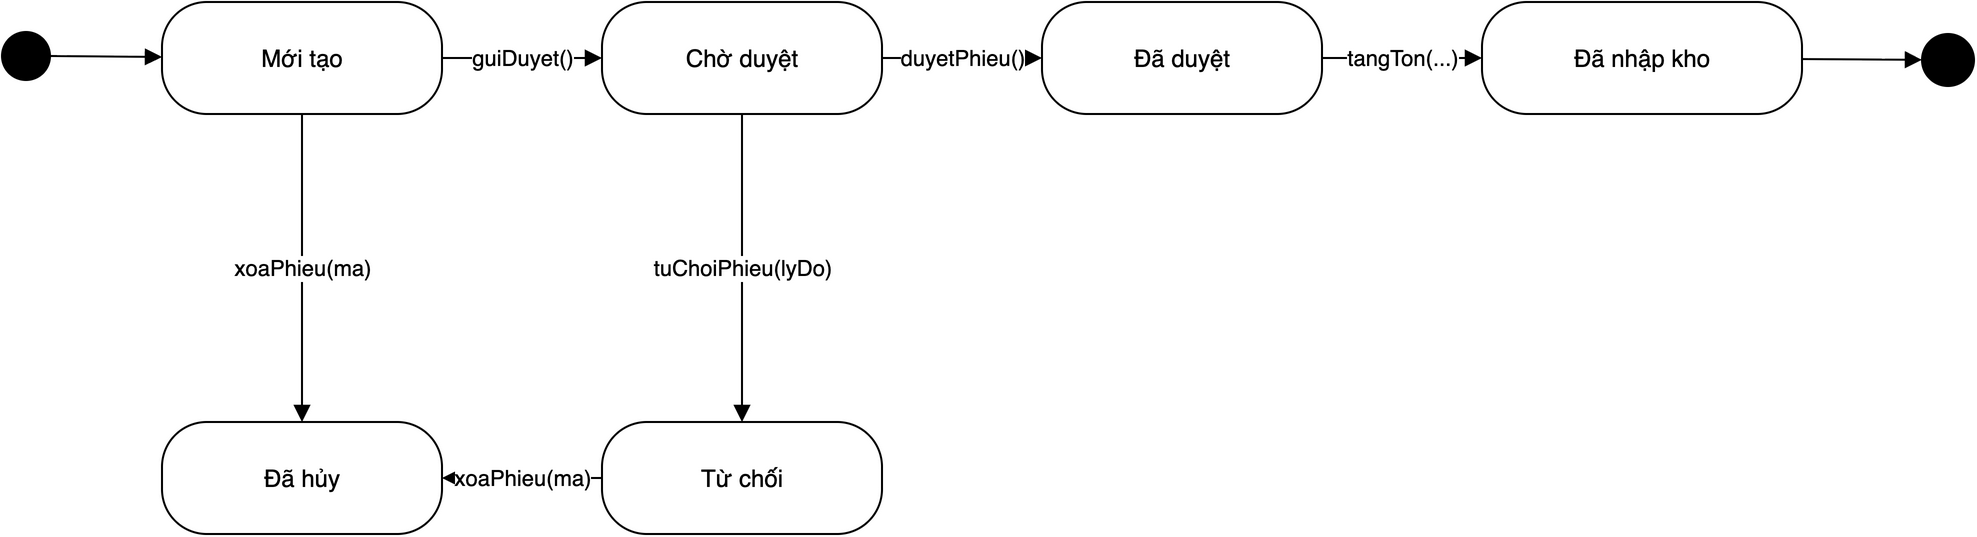 Mới tạo
guiDuyet()
Chờ duyệt
duyetPhieu()
Đã duyệt
tangTon(...)
Đã nhập kho
xoaPhieu(ma)
tuChoiPhieu(lyDo)
Đã hủy
xoaPhieu(ma)
Từ chối